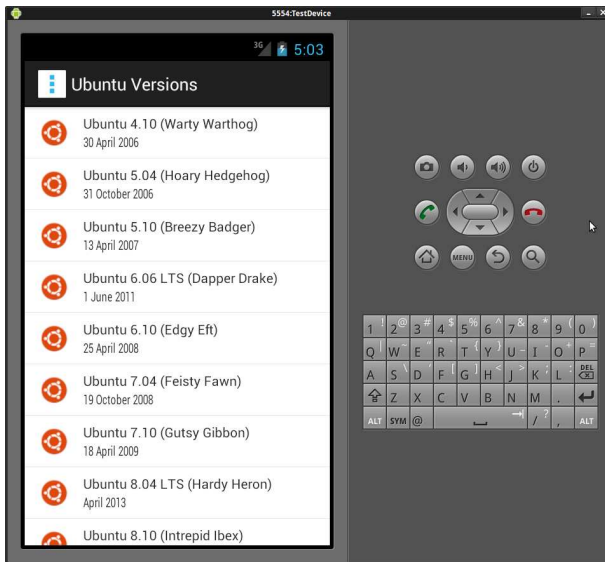 5554:TestDevice
3G 5:03
Ubuntu Versions
Ubuntu 4.10 (Warty Warthog)
30 April 2006
Ubuntu 5.04 (Hoary Hedgehog)
31 October 2006
Ubuntu 5.10 (Breezy Badger)
13 April 2007
Ubuntu 6.06 LTS (Dapper Drake)
1 June 2011
Ubuntu 6.10 (Edgy Eft)
25 April 2008
Ubuntu 7.04 (Feisty Fawn)
19 October 2008
Ubuntu 7.10 (Gutsy Gibbon)
18 April 2009
Ubuntu 8.04 LTS (Hardy Heron)
April 2013
Ubuntu 8.10 (Intrepid Ibex)
MENU
1 ! 2 @ 3 # 4 $ 5 % 6 ^ 7 & 8 * 9 ( 0 )
Q | W ~ E " R ` T { Y } U _ I - O + P =
A S \ D ' F [ G ] H < J > K ; L : DEL
Z X C V B N M .
ALT SYM @ / ? , ALT